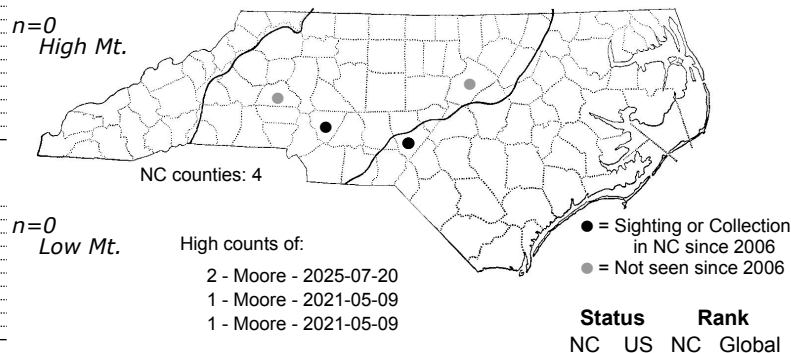 n=0
High Mt.
NC counties: 4
n=0
Low Mt.
High counts of:
2 - Moore - 2025-07-20
1 - Moore - 2021-05-09
1 - Moore - 2021-05-09
● = Sighting or Collection
in NC since 2006
● = Not seen since 2006
Status Rank
NC US NC Global